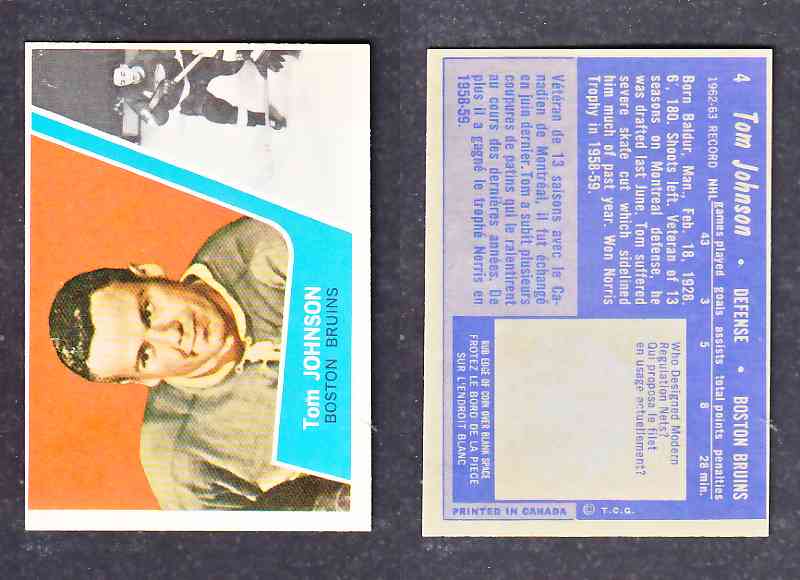 Tom JOHNSON
BOSTON BRUINS
4 Tom Johnson • DEFENSE • BOSTON BRUINS
games played goals assists total points penalties
1962-63 RECORD NHL 43 3 5 8 28 min.
Born Baldur, Man., Feb. 18, 1928.
6', 180. Shoots left. Veteran of 13
seasons on Montreal defense, he
was drafted last June. Tom suffered
severe skate cut which sidelined
him much of past year. Won Norris
Trophy in 1958-59.
Vétéran de 13 saisons avec le Ca-
nadien de Montréal, il fut échangé
en juin dernier. Tom a subit plusieurs
coupures de patins qui le ralentirent
au cours des dernières années. De
plus il a gagné le trophé Norris en
1958-59.
Who Designed Modern
Regulation Nets?
Qui proposa le filet
en usage actuellement?
RUB EDGE OF COIN OVER BLANK SPACE
FROTEZ LE BORD DE LA PIECE
SUR L'ENDROIT BLANC
PRINTED IN CANADA
© T.C.G.